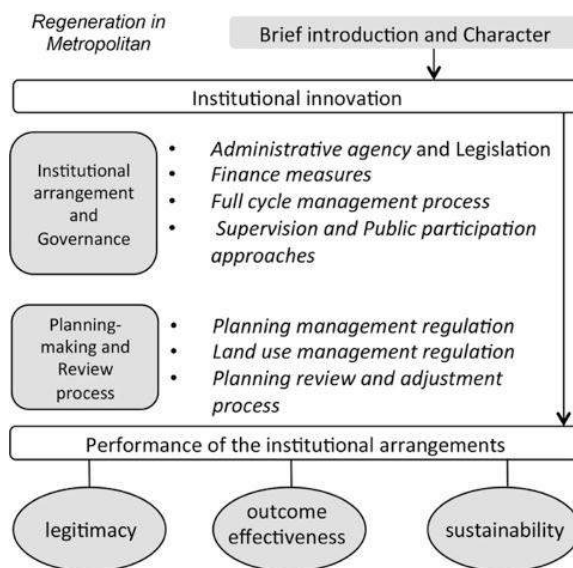 Regeneration in
Metropolitan
Brief introduction and Character
Institutional innovation
Institutional
arrangement
and
Governance
• Administrative agency and Legislation
• Finance measures
• Full cycle management process
• Supervision and Public participation
approaches
Planning-
making and
Review
process
• Planning management regulation
• Land use management regulation
• Planning review and adjustment
process
Performance of the institutional arrangements
legitimacy
outcome
effectiveness
sustainability